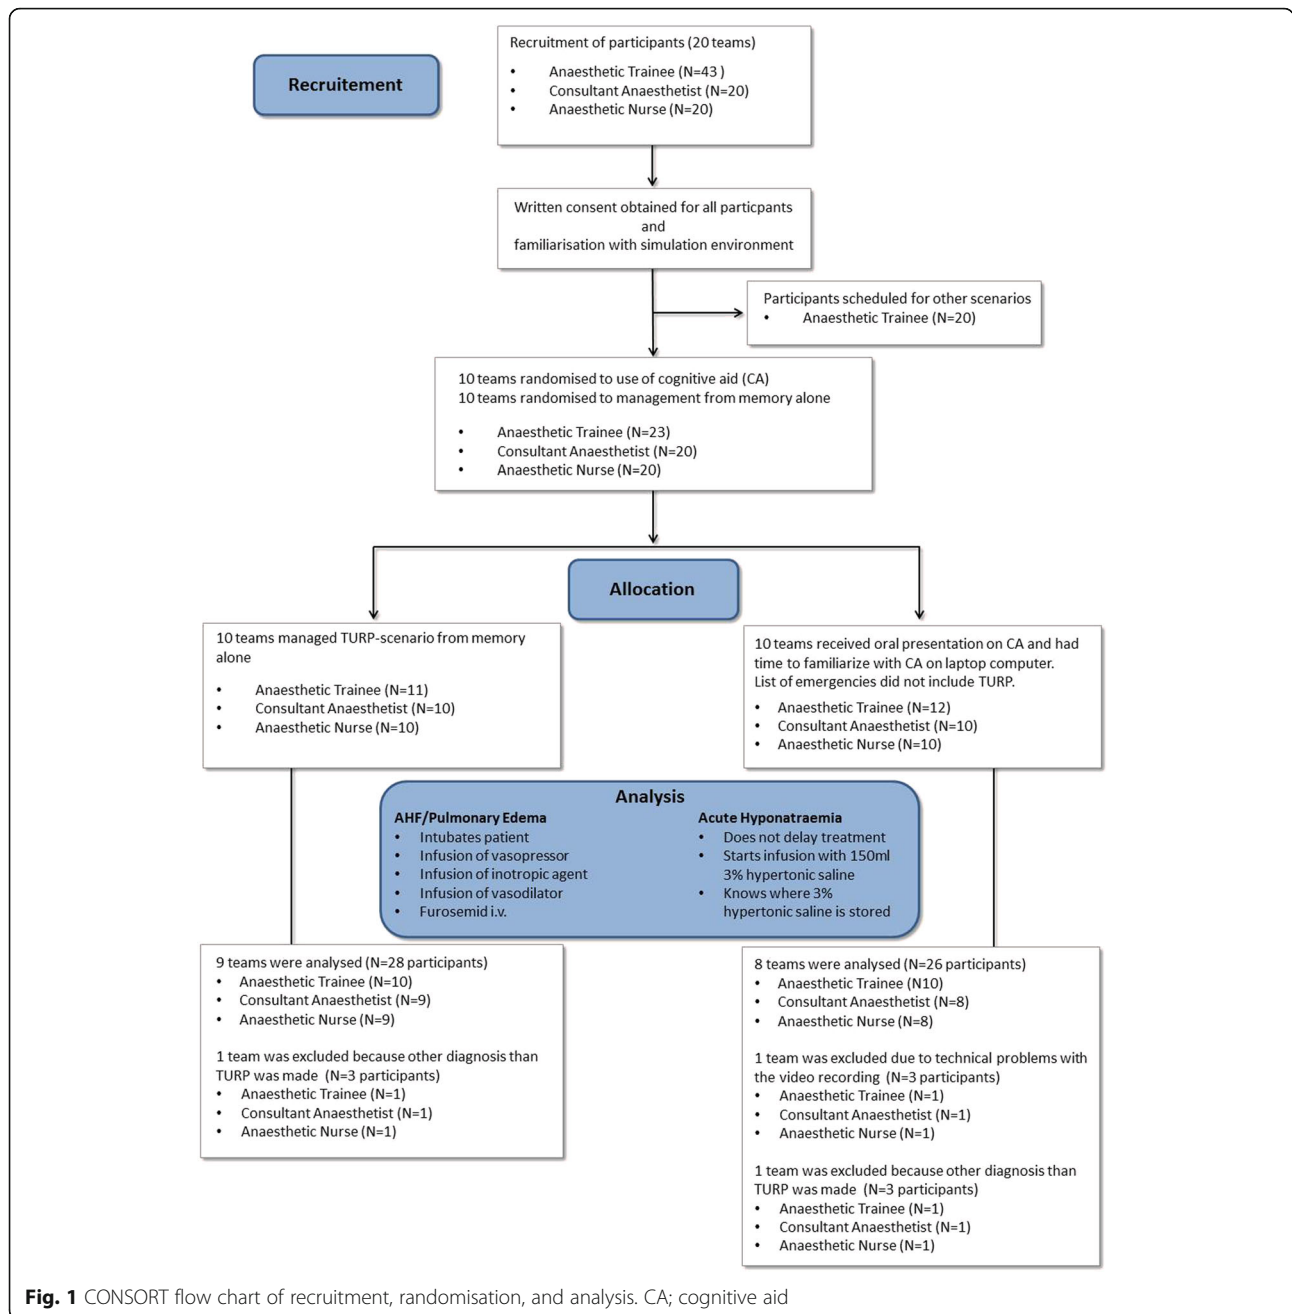 Recruitement
Recruitment of participants (20 teams)
• Anaesthetic Trainee (N=43 )
• Consultant Anaesthetist (N=20)
• Anaesthetic Nurse (N=20)
Written consent obtained for all particpants
and
familiarisation with simulation environment
Participants scheduled for other scenarios
• Anaesthetic Trainee (N=20)
10 teams randomised to use of cognitive aid (CA)
10 teams randomised to management from memory alone
• Anaesthetic Trainee (N=23)
• Consultant Anaesthetist (N=20)
• Anaesthetic Nurse (N=20)
Allocation
10 teams managed TURP-scenario from memory
alone
• Anaesthetic Trainee (N=11)
• Consultant Anaesthetist (N=10)
• Anaesthetic Nurse (N=10)
10 teams received oral presentation on CA and had
time to familiarize with CA on laptop computer.
List of emergencies did not include TURP.
• Anaesthetic Trainee (N=12)
• Consultant Anaesthetist (N=10)
• Anaesthetic Nurse (N=10)
Analysis
AHF/Pulmonary Edema
• Intubates patient
• Infusion of vasopressor
• Infusion of inotropic agent
• Infusion of vasodilator
• Furosemid i.v.
Acute Hyponatraemia
• Does not delay treatment
• Starts infusion with 150ml
3% hypertonic saline
• Knows where 3%
hypertonic saline is stored
9 teams were analysed (N=28 participants)
• Anaesthetic Trainee (N=10)
• Consultant Anaesthetist (N=9)
• Anaesthetic Nurse (N=9)
1 team was excluded because other diagnosis than
TURP was made (N=3 participants)
• Anaesthetic Trainee (N=1)
• Consultant Anaesthetist (N=1)
• Anaesthetic Nurse (N=1)
8 teams were analysed (N=26 participants)
• Anaesthetic Trainee (N10)
• Consultant Anaesthetist (N=8)
• Anaesthetic Nurse (N=8)
1 team was excluded due to technical problems with
the video recording (N=3 participants)
• Anaesthetic Trainee (N=1)
• Consultant Anaesthetist (N=1)
• Anaesthetic Nurse (N=1)
1 team was excluded because other diagnosis than
TURP was made (N=3 participants)
• Anaesthetic Trainee (N=1)
• Consultant Anaesthetist (N=1)
• Anaesthetic Nurse (N=1)
Fig. 1 CONSORT flow chart of recruitment, randomisation, and analysis. CA; cognitive aid